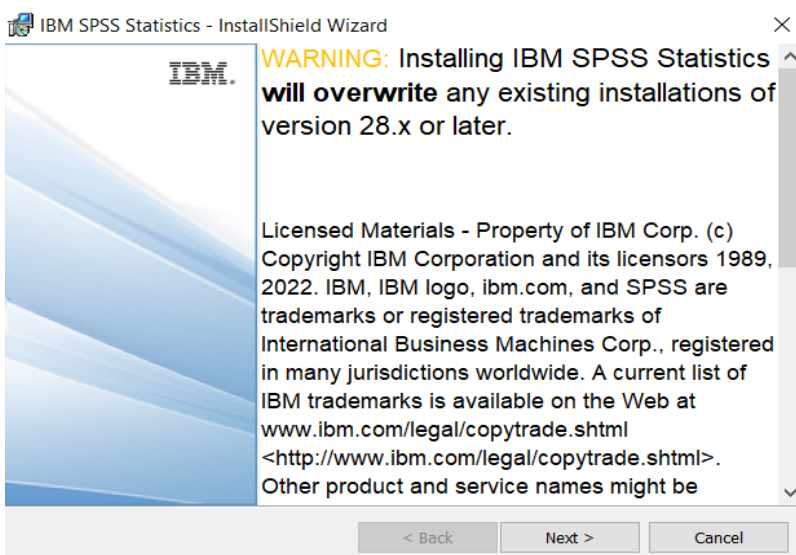 IBM SPSS Statistics - InstallShield Wizard
IBM.
WARNING: Installing IBM SPSS Statistics
will overwrite any existing installations of
version 28.x or later.
Licensed Materials - Property of IBM Corp. (c)
Copyright IBM Corporation and its licensors 1989,
2022. IBM, IBM logo, ibm.com, and SPSS are
trademarks or registered trademarks of
International Business Machines Corp., registered
in many jurisdictions worldwide. A current list of
IBM trademarks is available on the Web at
www.ibm.com/legal/copytrade.shtml
<http://www.ibm.com/legal/copytrade.shtml>.
Other product and service names might be
< Back
Next >
Cancel